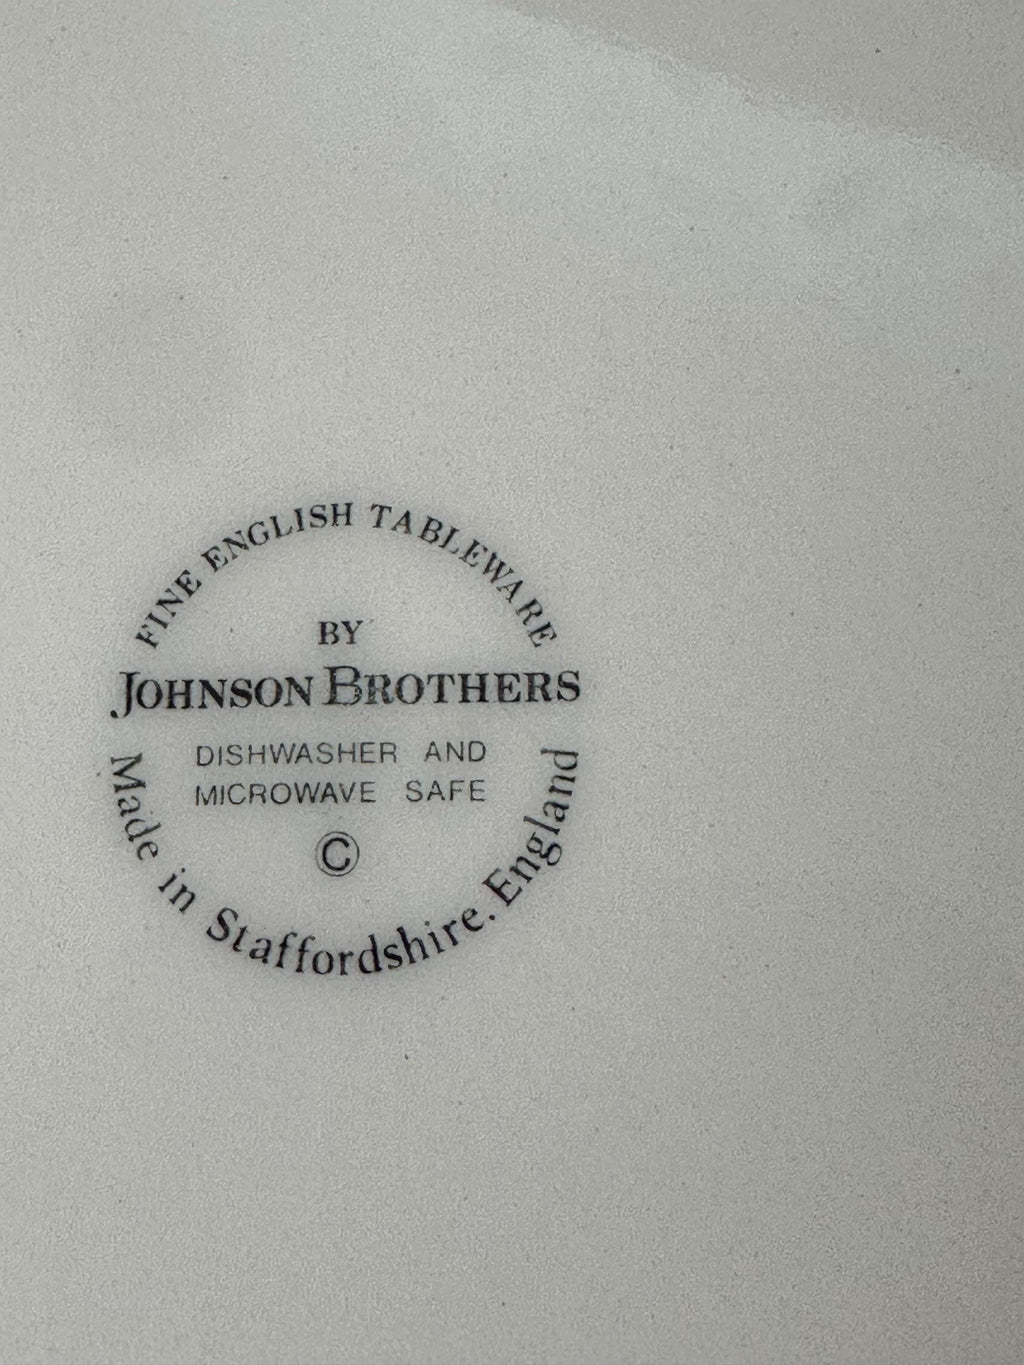 FINE ENGLISH TABLEWARE
BY
JOHNSON BROTHERS
DISHWASHER AND
MICROWAVE SAFE
©
Made in Staffordshire. England